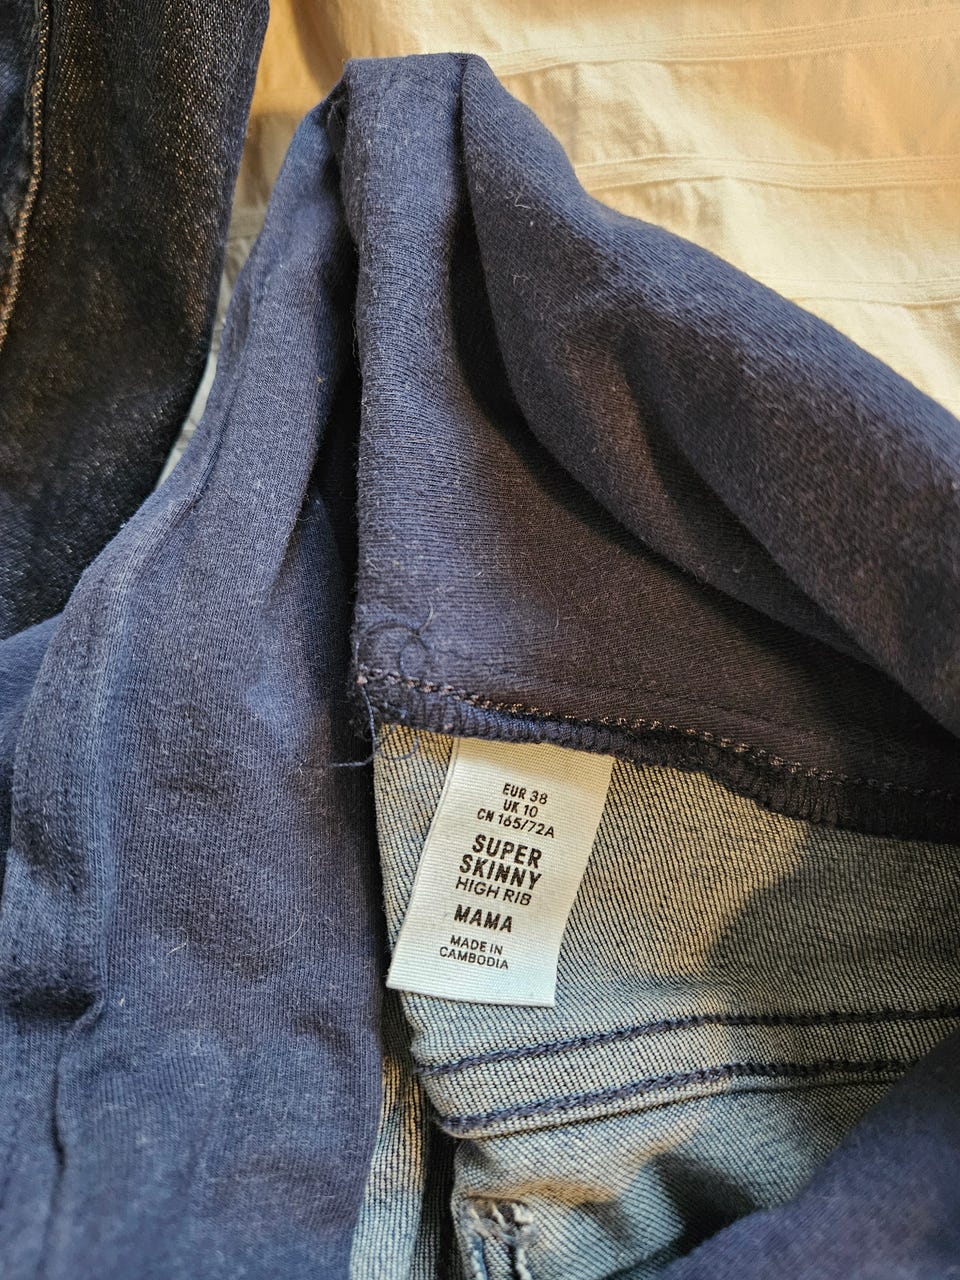 EUR 38
UK 10
CN 165/72A
SUPER
SKINNY
HIGH RIB
MAMA
MADE IN
CAMBODIA